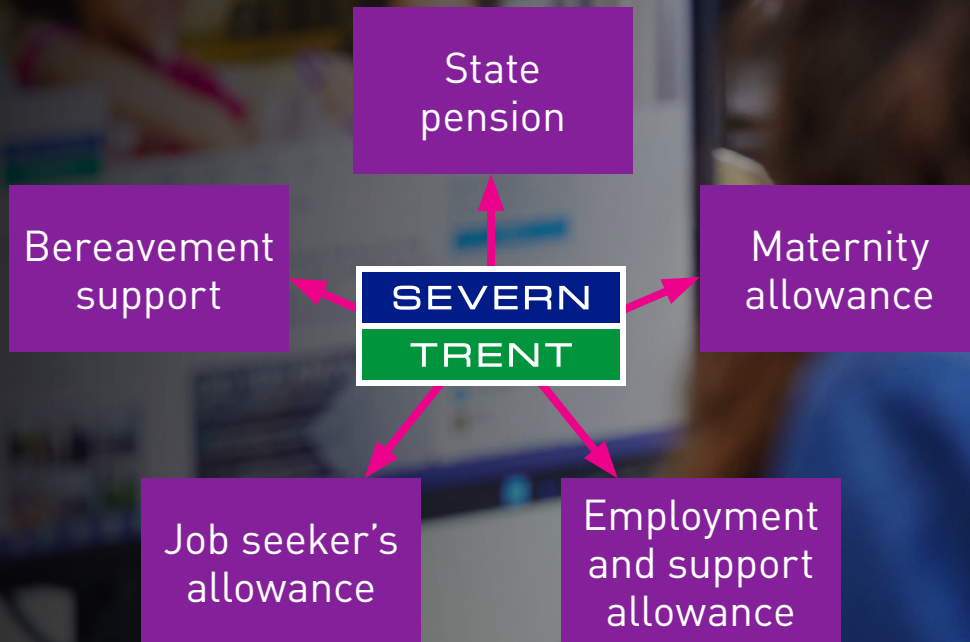 State
pension
Bereavement
support
Maternity
allowance
SEVERN
TRENT
Job seeker's
allowance
Employment
and support
allowance